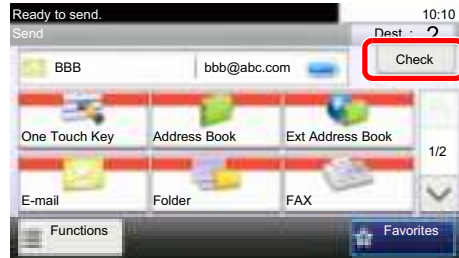 Ready to send. 10:10
Send Dest. : 2
BBB bbb@abc.com Check
One Touch Key Address Book Ext Address Book
1/2
E-mail Folder FAX
Functions Favorites